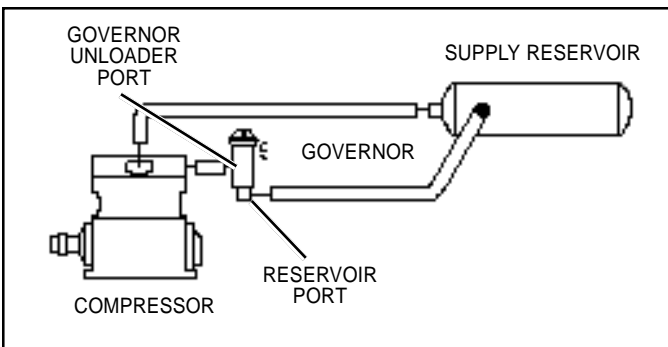 GOVERNOR
UNLOADER
PORT
SUPPLY RESERVOIR
GOVERNOR
RESERVOIR
PORT
COMPRESSOR